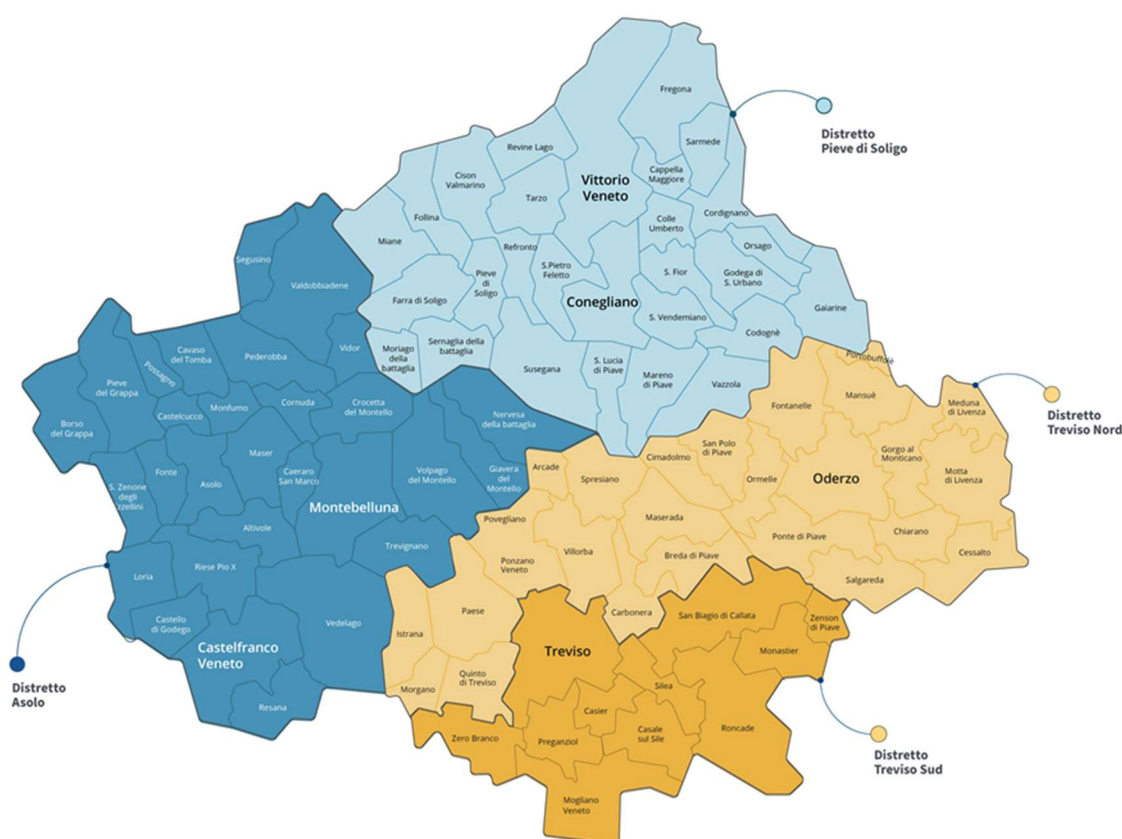 Fregona
Distretto
Pieve di Soligo
Sarmede
Revine Lago
Cappella
Maggiore
Vittorio
Veneto
Cison
Valmarino
Tarzo
Cordignano
Colle
Umberto
Follina
Miane
Refronto
Orsago
Segusino
S.Pietro
Feletto
S. Fior
Godega di
S. Urbano
Pieve
di
Soligo
Valdobbiadene
Farra di Soligo
Conegliano
Gaiarine
S. Vendemiano
Codognè
Vidor
Sernaglia della
battaglia
Moriago
della
battaglia
Cavaso
del Tomba
Pederobba
Portobuffolè
S. Lucia
di Piave
Susegana
Mareno
di Piave
Vazzola
Possagno
Pieve
del Grappa
Mansuè
Meduna
di Livenza
Distretto
Treviso Nord
Fontanelle
Castelcucco
Monfumo
Cornuda
Crocetta
del Montello
Nervesa
della battaglia
Borso
del Grappa
San Polo
di Piave
Gorgo al
Monticano
Maser
Cimadolmo
Fonte
Asolo
Caeraro
San Marco
Volpago
del Montello
Giavera
del
Montello
Arcade
Spresiano
Ormelle
Oderzo
Motta
di Livenza
S. Zenone
degli
zzellini
Montebelluna
Altivole
Povegliano
Maserada
Ponte di Piave
Chiarano
Trevignano
Villorba
Breda di Piave
Cessalto
Ponzano
Veneto
Loria
Riese Pio X
Salgareda
Castello
di Godego
Vedelago
Paese
Carbonera
San Biagio di Callata
Zenson
di Piave
Istrana
Castelfranco
Veneto
Treviso
Monastier
Distretto
Asolo
Morgano
Quinto
di Treviso
Silea
Resana
Casier
Roncade
Zero Branco
Preganziol
Casale
sul Sile
Distretto
Treviso Sud
Mogliano
Veneto